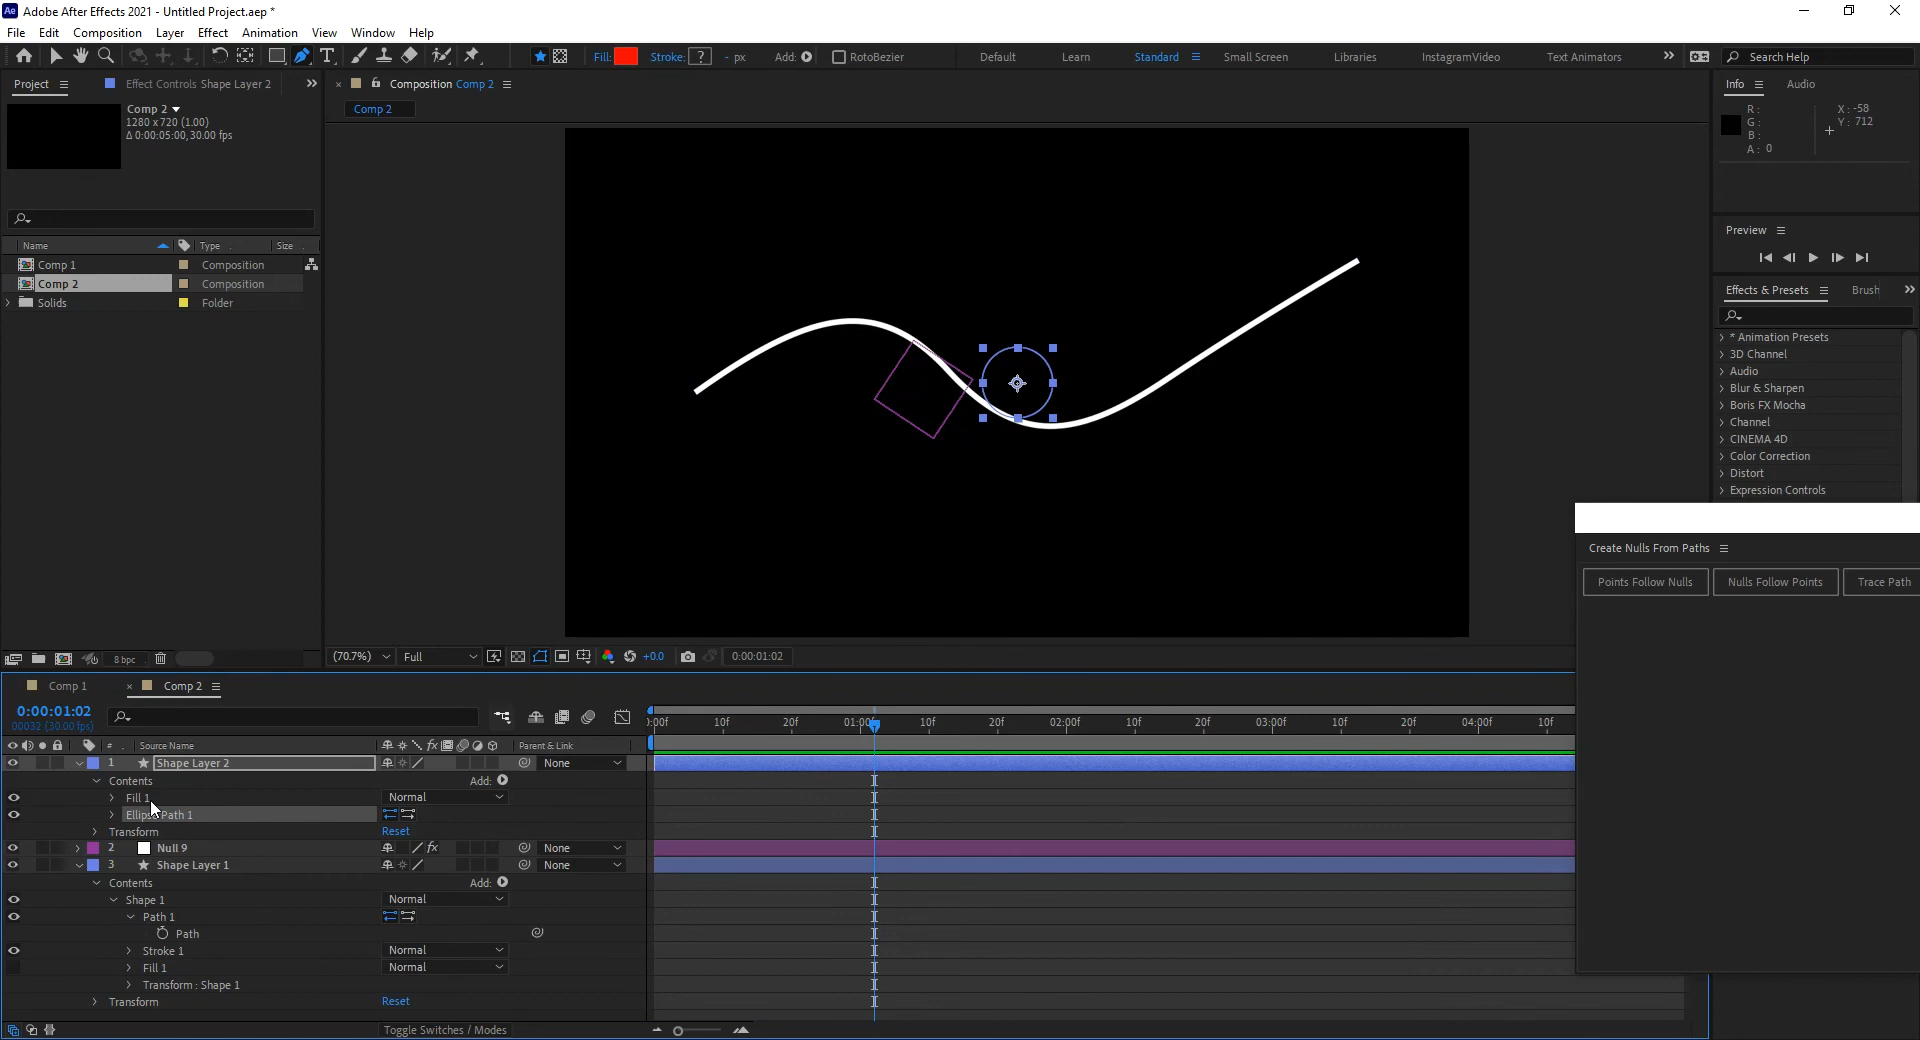 Ae Adobe After Effects 2021 - Untitled Project.aep *
File Edit Composition Layer Effect Animation View Window Help
Fill: Stroke: ? - px Add: RotoBezier Default Learn Standard Small Screen Libraries InstagramVideo Text Animators Search Help
Project Effect Controls Shape Layer 2
Composition Comp 2
Info Audio
Comp 2
1280 x 720 (1.00)
Δ 0:00:05:00, 30.00 fps
Comp 2
R:
G:
B:
A: 0
X: -58
Y: 712
Preview
Name Type Size
Comp 1 Composition
Comp 2 Composition
Solids Folder
Effects & Presets Brush
* Animation Presets
3D Channel
Audio
Blur & Sharpen
Boris FX Mocha
Channel
CINEMA 4D
Color Correction
Distort
Expression Controls
Create Nulls From Paths
Points Follow Nulls Nulls Follow Points Trace Path
8 bpc
(70.7%) Full +0.0 0:00:01:02
Comp 1 Comp 2
0:00:01:02
00032 (30.00 fps)
:00f 10f 20f 01:00f 10f 20f 02:00f 10f 20f 03:00f 10f 20f 04:00f 10f
# Source Name fx Parent & Link
1 Shape Layer 2 None
Contents Add:
Fill 1 Normal
Path 1
Transform Reset
2 Null 9 fx None
3 Shape Layer 1 None
Contents Add:
Shape 1 Normal
Path 1
Path
Stroke 1 Normal
Fill 1 Normal
Transform : Shape 1
Transform Reset
Toggle Switches / Modes